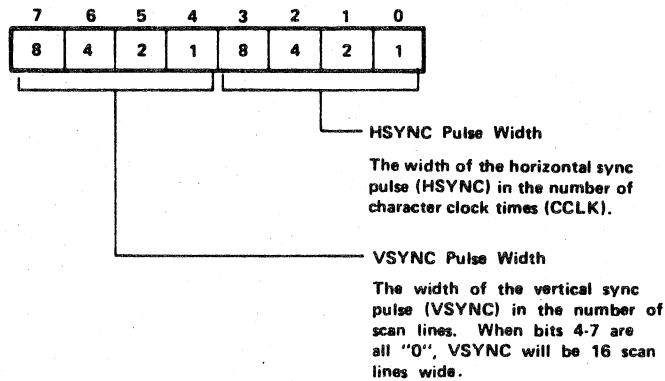 7 6 5 4 3 2 1 0
8 4 2 1 8 4 2 1
HSYNC Pulse Width
The width of the horizontal sync
pulse (HSYNC) in the number of
character clock times (CCLK).
VSYNC Pulse Width
The width of the vertical sync
pulse (VSYNC) in the number of
scan lines. When bits 4-7 are
all "0", VSYNC will be 16 scan
lines wide.